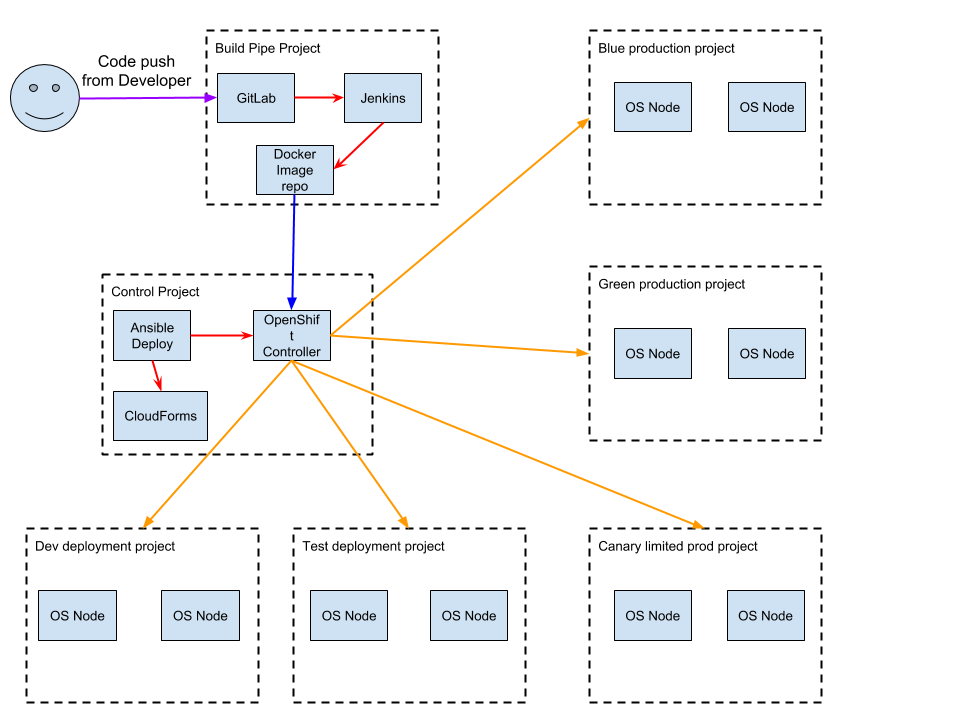 Code push
from Developer
Build Pipe Project
GitLab
Jenkins
Docker
Image
repo
Blue production project
OS Node
OS Node
Control Project
Ansible
Deploy
OpenShif
t
Controller
CloudForms
Green production project
OS Node
OS Node
Dev deployment project
OS Node
OS Node
Test deployment project
OS Node
OS Node
Canary limited prod project
OS Node
OS Node